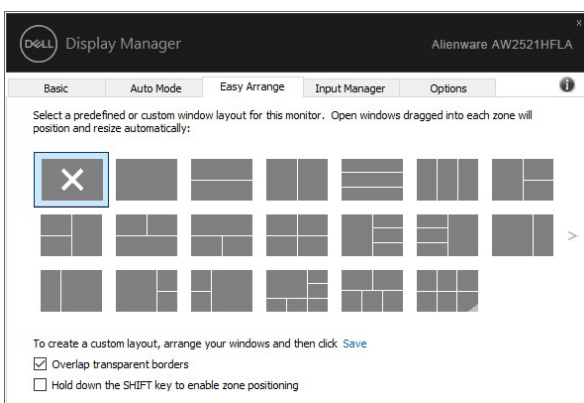 DELL Display Manager Alienware AW2521HFLA
Basic Auto Mode Easy Arrange Input Manager Options
Select a predefined or custom window layout for this monitor. Open windows dragged into each zone will
position and resize automatically:
To create a custom layout, arrange your windows and then click Save
Overlap transparent borders
Hold down the SHIFT key to enable zone positioning